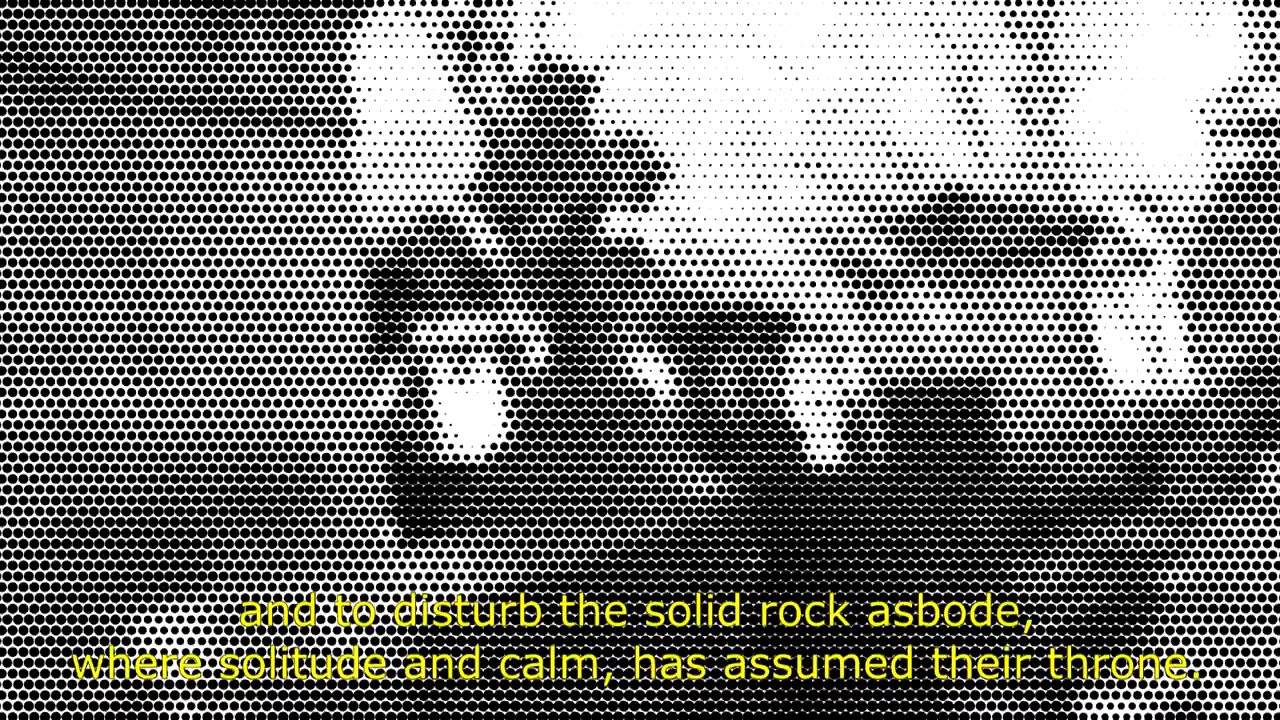 and to disturb the solid rock asbode,
where solitude and calm, has assumed their throne.